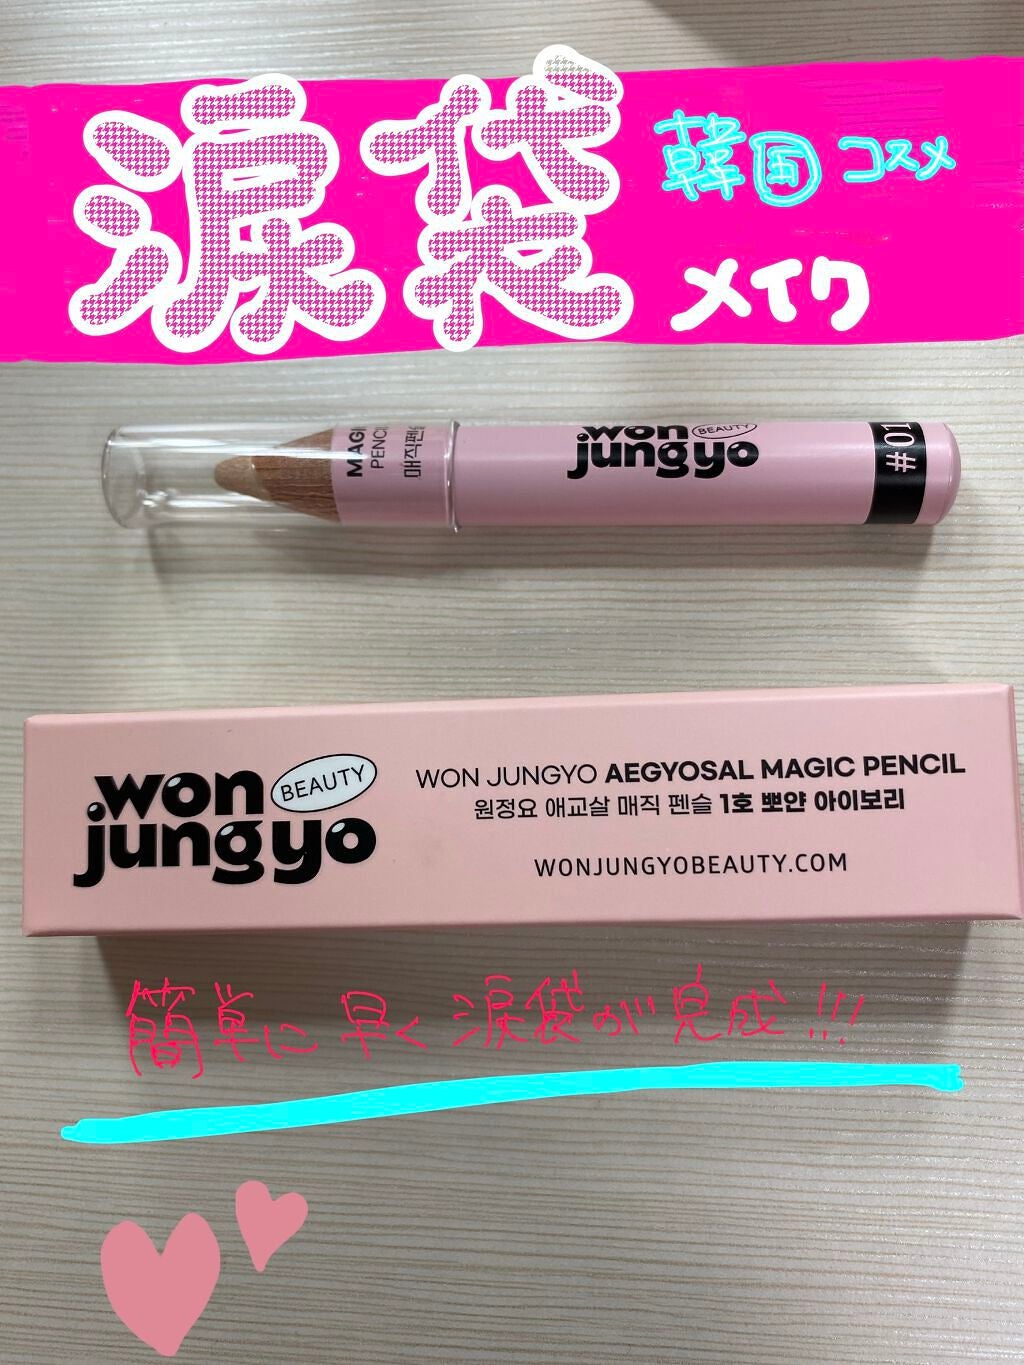 涙袋
韓国コスメ
メイク
MAGI
PENCIL
매직펜슬
won
jungyo
BEAUTY
#01
won
jungyo
BEAUTY
WON JUNGYO AEGYOSAL MAGIC PENCIL
원정요 애교살 매직 펜슬 1호 뽀얀 아이보리
WONJUNGYOBEAUTY.COM
簡単に早く涙袋が完成!!!